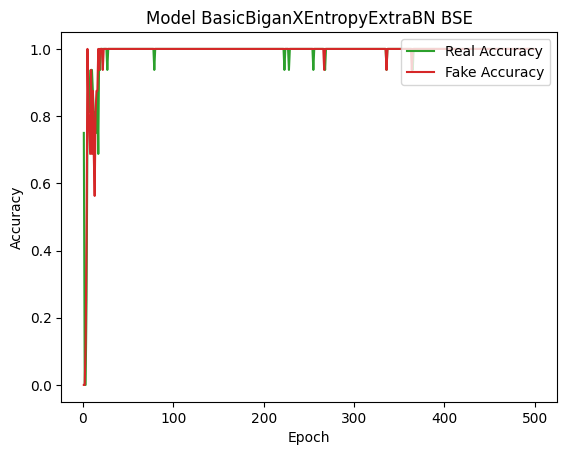 Model BasicBiganXEntropyExtraBN BSE
Real Accuracy
Fake Accuracy
Accuracy
1.0
0.8
0.6
0.4
0.2
0.0
0 100 200 300 400 500
Epoch